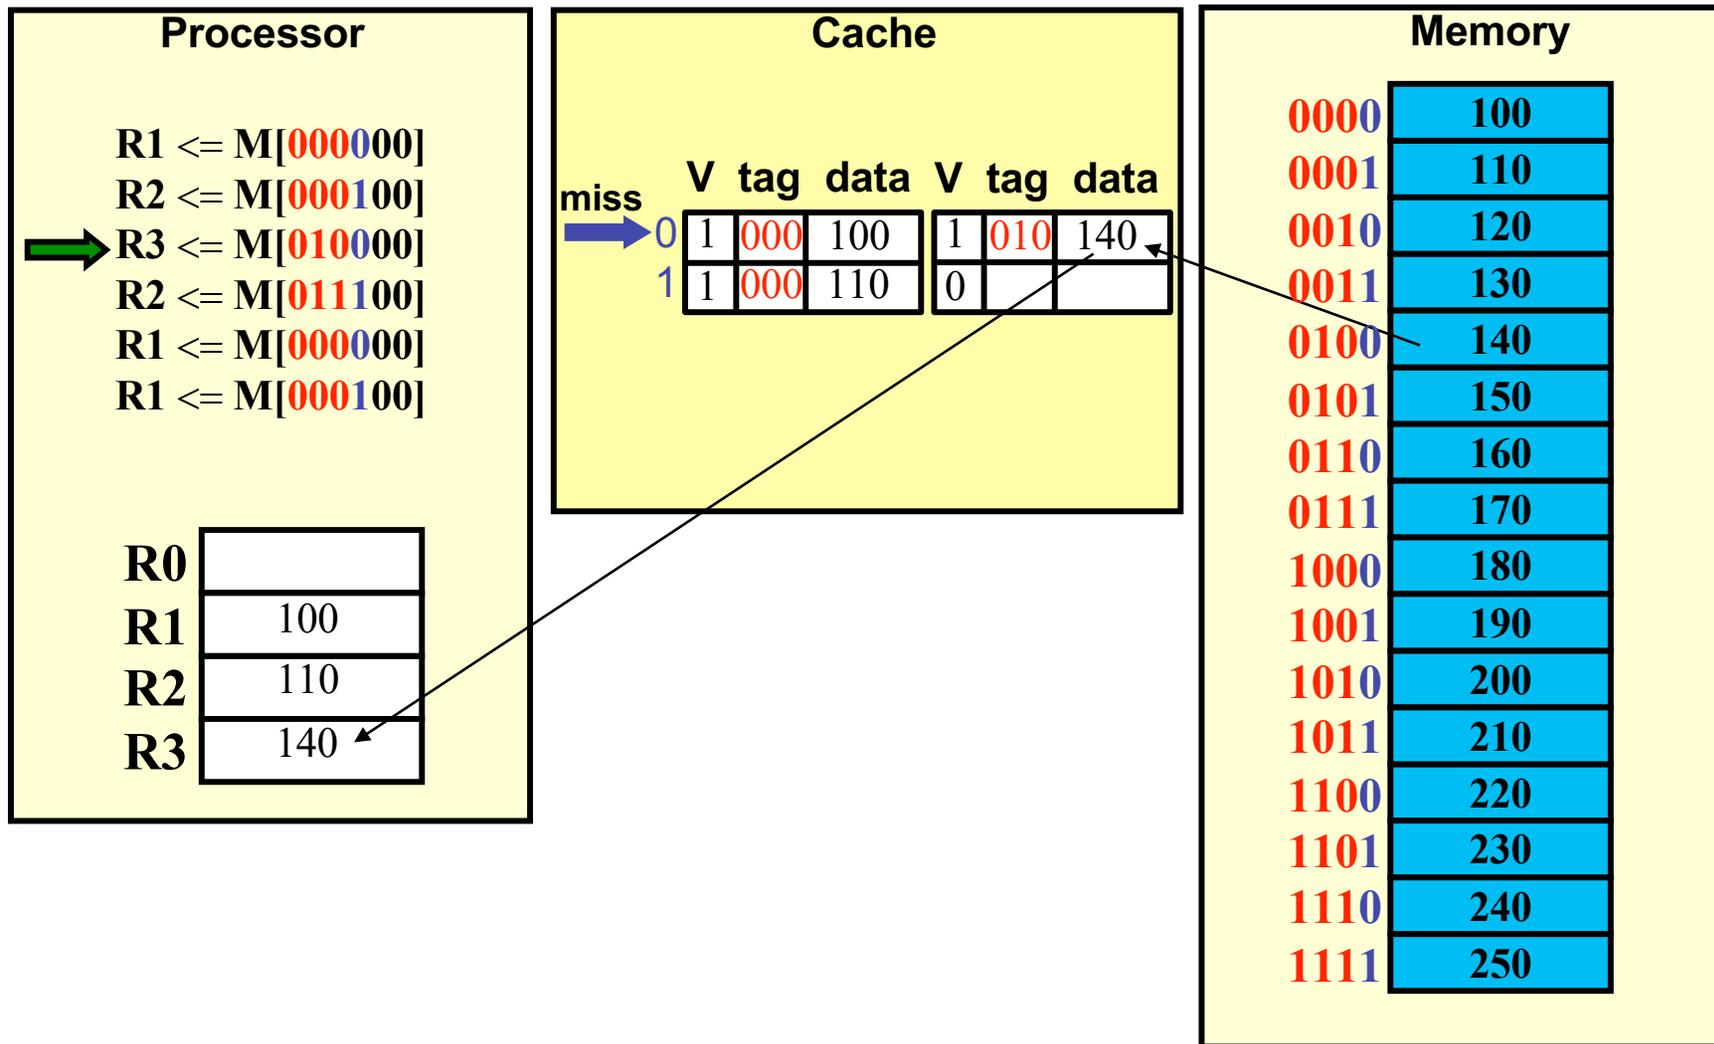 Processor
R1 <= M[000000]
R2 <= M[000100]
R3 <= M[010000]
R2 <= M[011100]
R1 <= M[000000]
R1 <= M[000100]
R0
R1 100
R2 110
R3 140
Cache
V tag data V tag data
miss
0 1 000 100 1 010 140
1 1 000 110 0
Memory
0000 100
0001 110
0010 120
0011 130
0100 140
0101 150
0110 160
0111 170
1000 180
1001 190
1010 200
1011 210
1100 220
1101 230
1110 240
1111 250